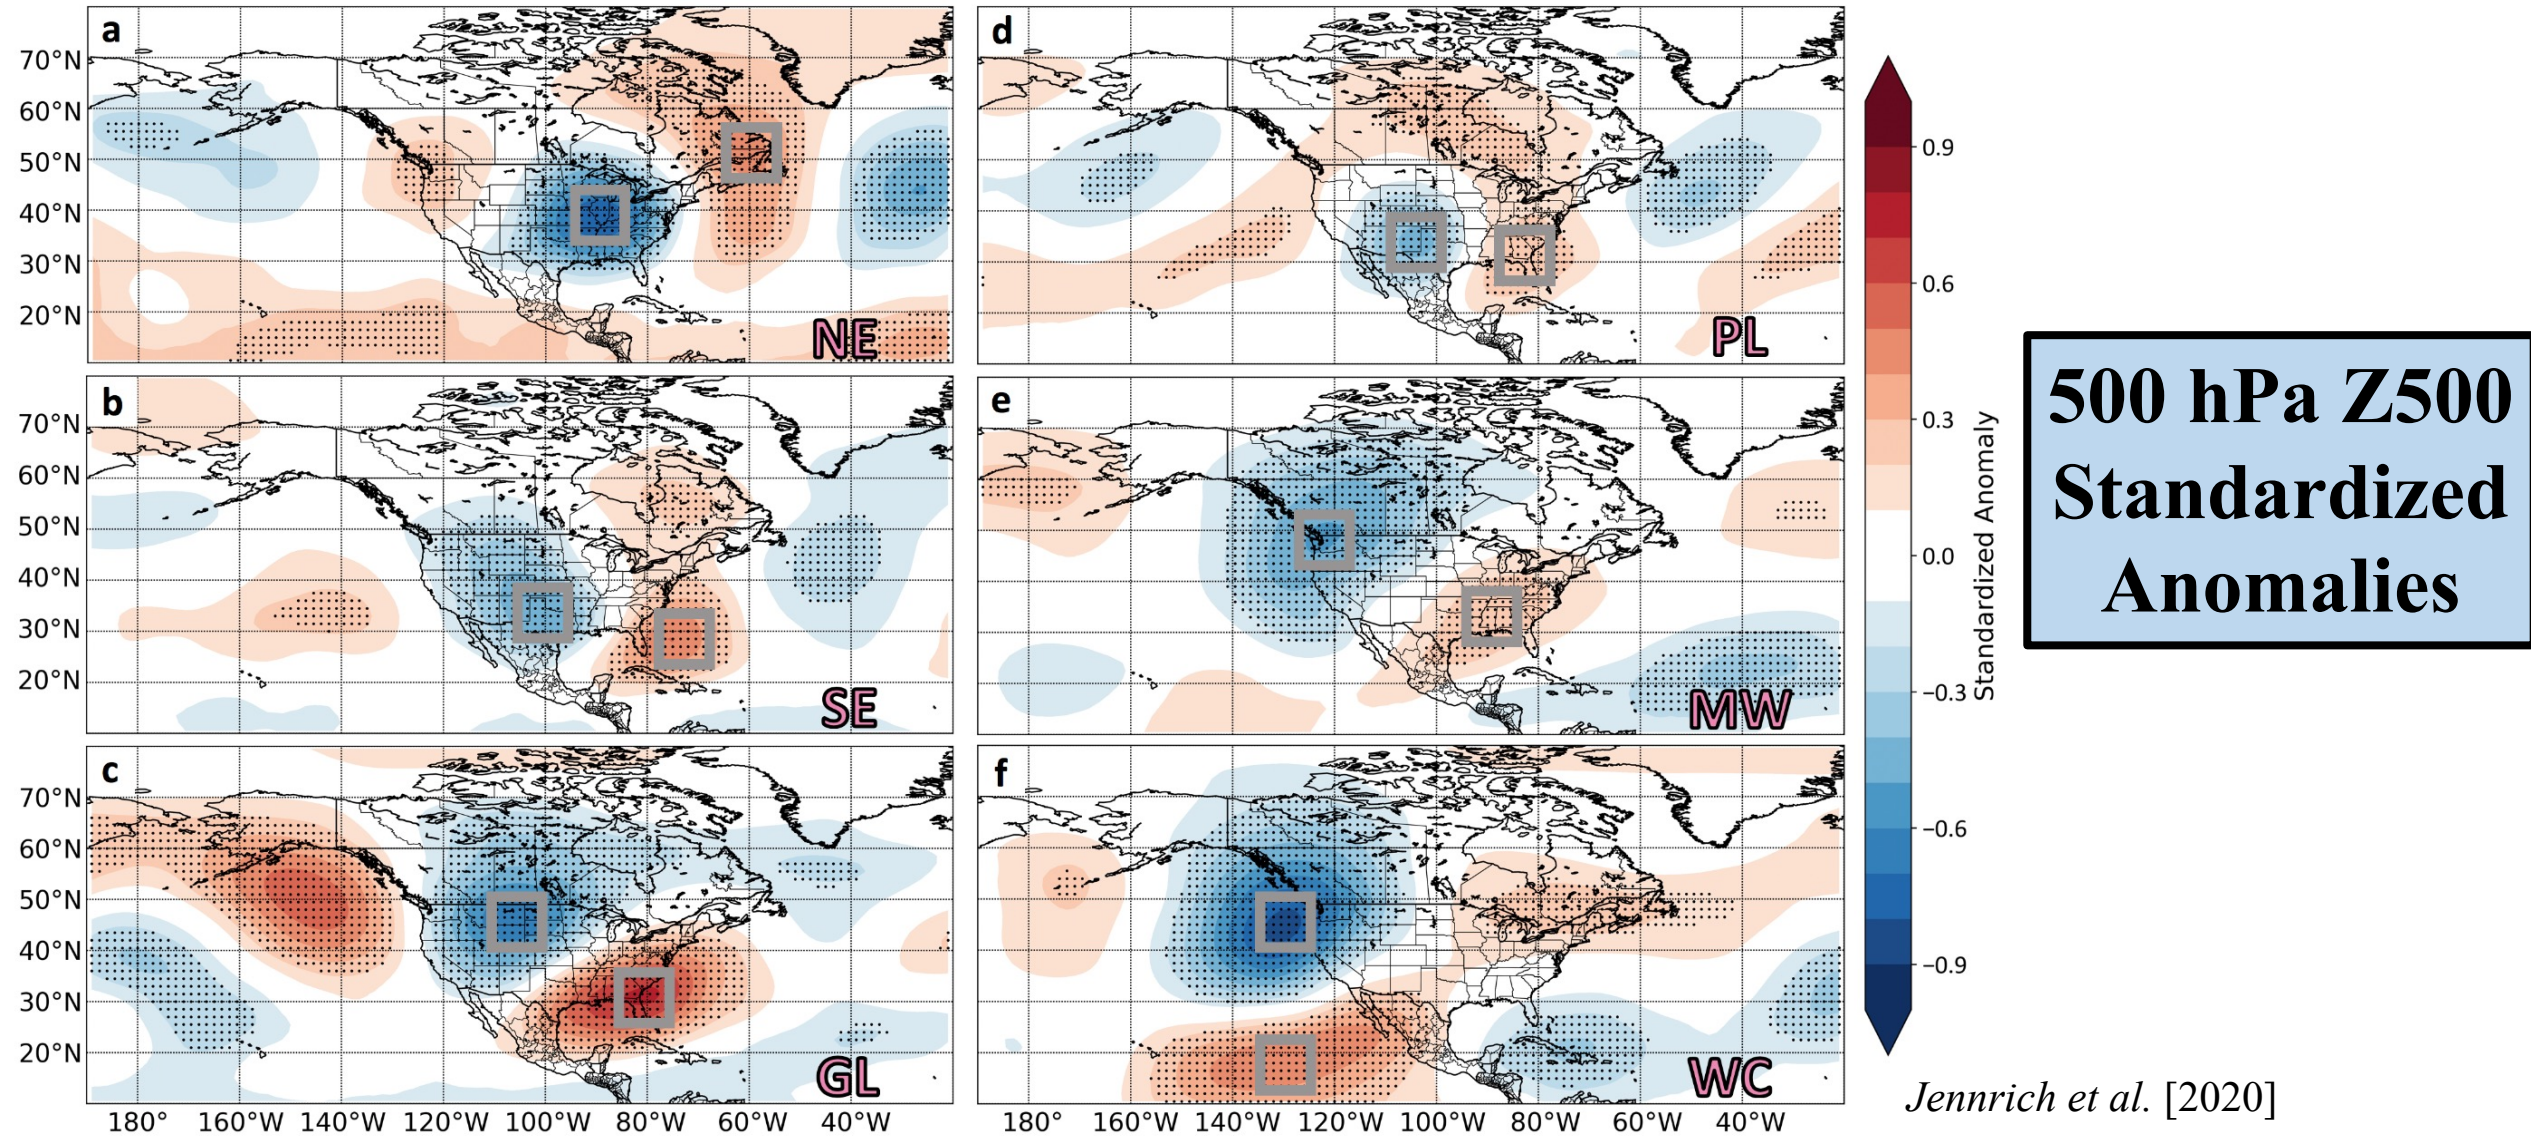 a
70°N
60°N
50°N
40°N
30°N
20°N
NE
d
PL
b
70°N
60°N
50°N
40°N
30°N
20°N
SE
e
MW
c
70°N
60°N
50°N
40°N
30°N
20°N
GL
180° 160°W 140°W 120°W 100°W 80°W 60°W 40°W
f
WC
180° 160°W 140°W 120°W 100°W 80°W 60°W 40°W
0.9
0.6
0.3
0.0
−0.3
−0.6
−0.9
Standardized Anomaly
500 hPa Z500
Standardized
Anomalies
Jennrich et al. [2020]